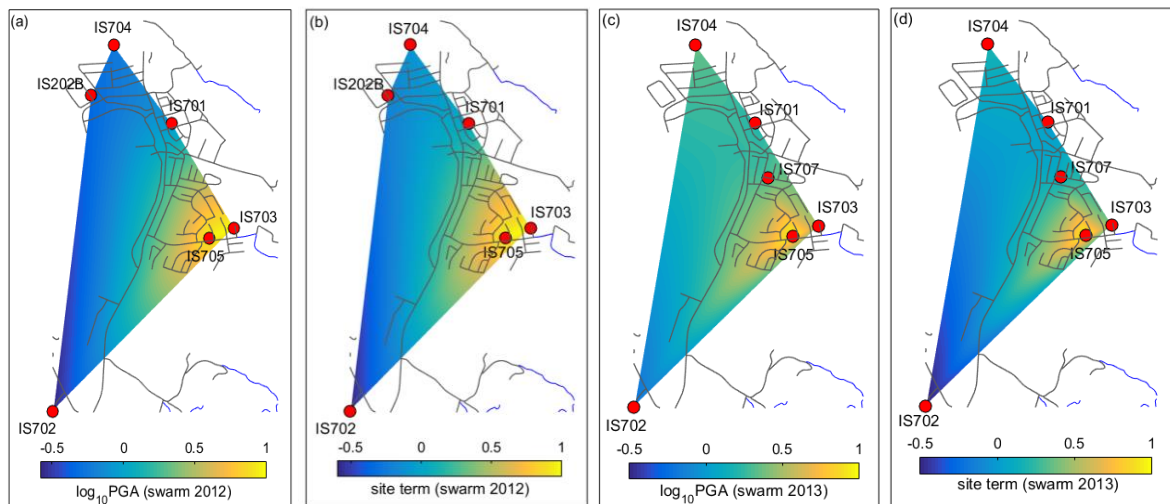 (a)
IS704
IS202B
IS701
IS703
IS705
IS702
-0.5 0 0.5 1
log10PGA (swarm 2012)
(b)
IS704
IS202B
IS701
IS703
IS705
IS702
-0.5 0 0.5 1
site term (swarm 2012)
(c)
IS704
IS701
IS707
IS703
IS705
IS702
-0.5 0 0.5 1
log10PGA (swarm 2013)
(d)
IS704
IS701
IS707
IS703
IS705
IS702
-0.5 0 0.5 1
site term (swarm 2013)